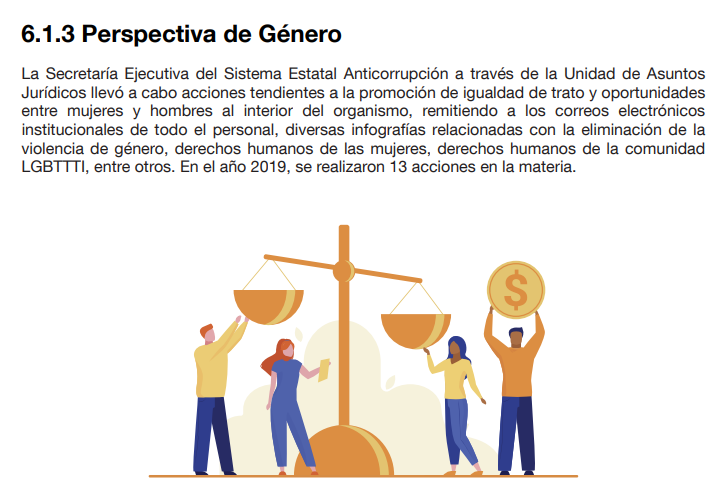 6.1.3 Perspectiva de Género
La Secretaría Ejecutiva del Sistema Estatal Anticorrupción a través de la Unidad de Asuntos
Jurídicos llevó a cabo acciones tendientes a la promoción de igualdad de trato y oportunidades
entre mujeres y hombres al interior del organismo, remitiendo a los correos electrónicos
institucionales de todo el personal, diversas infografías relacionadas con la eliminación de la
violencia de género, derechos humanos de las mujeres, derechos humanos de la comunidad
LGBTTTI, entre otros. En el año 2019, se realizaron 13 acciones en la materia.
$